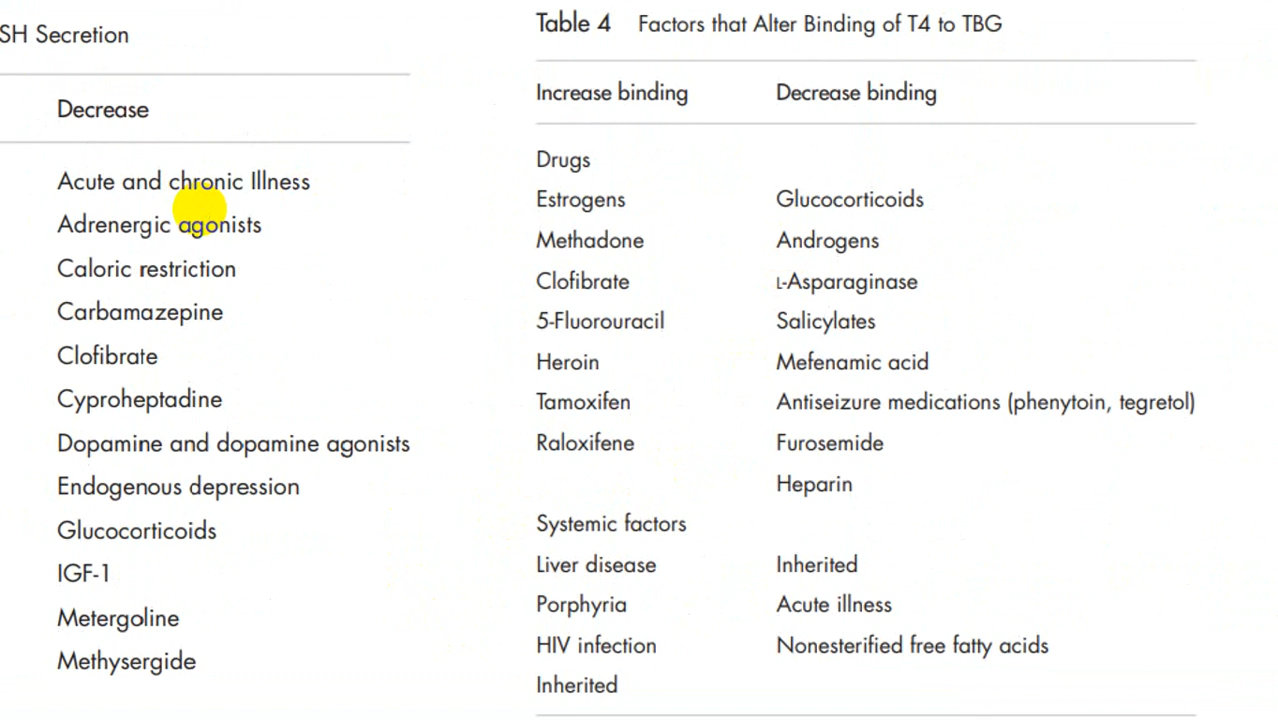 SH Secretion
Decrease
Acute and chronic Illness
Adrenergic agonists
Caloric restriction
Carbamazepine
Clofibrate
Cyproheptadine
Dopamine and dopamine agonists
Endogenous depression
Glucocorticoids
IGF-1
Metergoline
Methysergide
Table 4 Factors that Alter Binding of T4 to TBG
Increase binding Decrease binding
Drugs
Estrogens Glucocorticoids
Methadone Androgens
Clofibrate L-Asparaginase
5-Fluorouracil Salicylates
Heroin Mefenamic acid
Tamoxifen Antiseizure medications (phenytoin, tegretol)
Raloxifene Furosemide
Heparin
Systemic factors
Liver disease Inherited
Porphyria Acute illness
HIV infection Nonesterified free fatty acids
Inherited